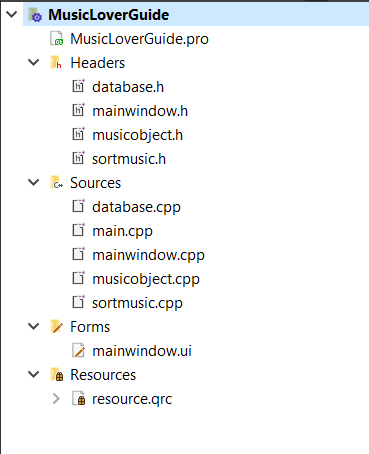 MusicLoverGuide
MusicLoverGuide.pro
Headers
database.h
mainwindow.h
musicobject.h
sortmusic.h
Sources
database.cpp
main.cpp
mainwindow.cpp
musicobject.cpp
sortmusic.cpp
Forms
mainwindow.ui
Resources
resource.qrc